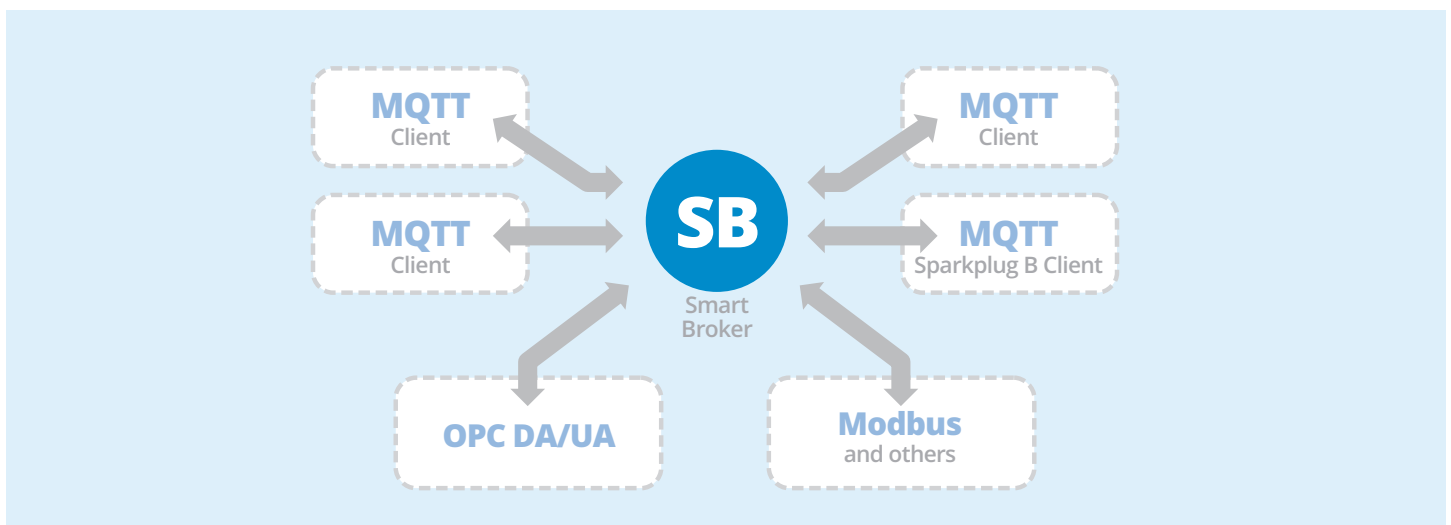 MQTT
Client
MQTT
Client
MQTT
Client
MQTT
Sparkplug B Client
SB
Smart
Broker
OPC DA/UA
Modbus
and others